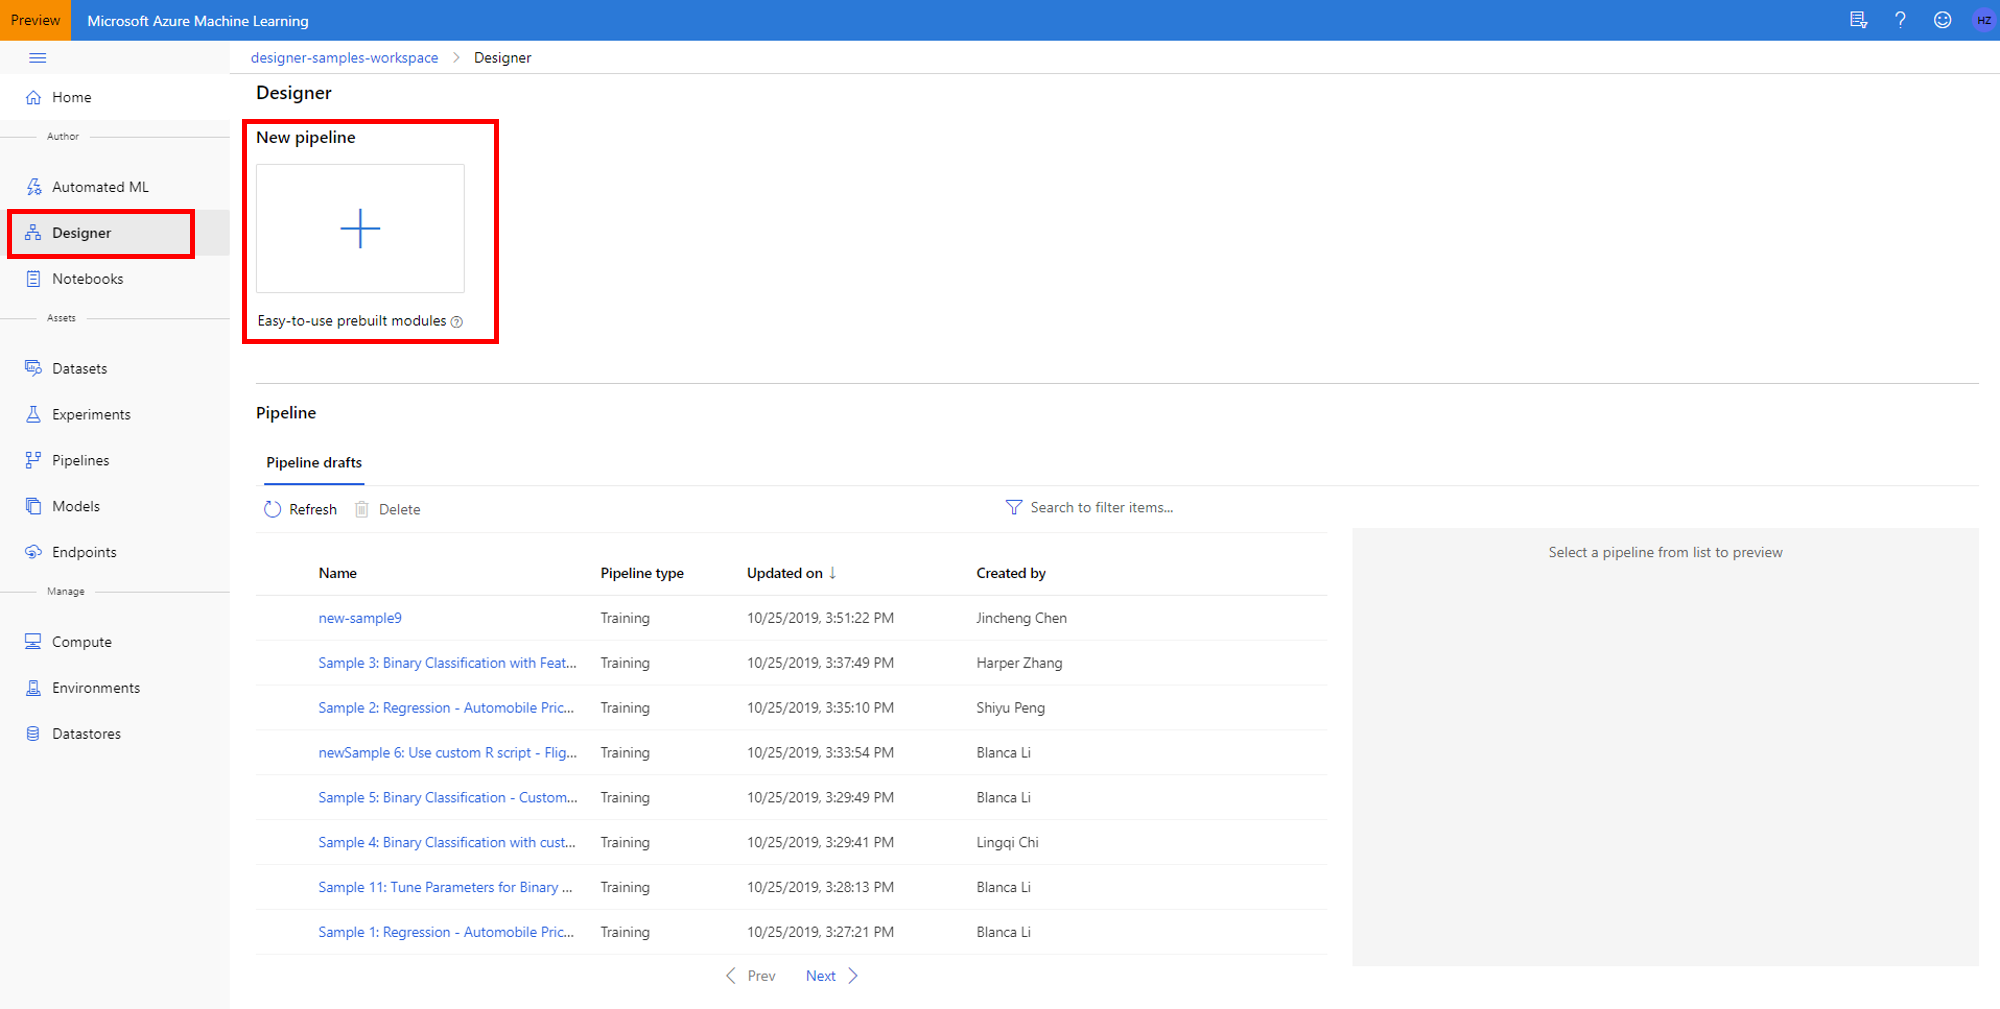 Preview Microsoft Azure Machine Learning ? HZ
designer-samples-workspace > Designer
Home
Author
Automated ML
Designer
Notebooks
Assets
Datasets
Experiments
Pipelines
Models
Endpoints
Manage
Compute
Environments
Datastores
Designer
New pipeline
Easy-to-use prebuilt modules ?
Pipeline
Pipeline drafts
Refresh Delete Search to filter items...
Name Pipeline type Updated on ↓ Created by
new-sample9 Training 10/25/2019, 3:51:22 PM Jincheng Chen
Sample 3: Binary Classification with Feat... Training 10/25/2019, 3:37:49 PM Harper Zhang
Sample 2: Regression - Automobile Pric... Training 10/25/2019, 3:35:10 PM Shiyu Peng
newSample 6: Use custom R script - Flig... Training 10/25/2019, 3:33:54 PM Blanca Li
Sample 5: Binary Classification - Custom... Training 10/25/2019, 3:29:49 PM Blanca Li
Sample 4: Binary Classification with cust... Training 10/25/2019, 3:29:41 PM Lingqi Chi
Sample 11: Tune Parameters for Binary ... Training 10/25/2019, 3:28:13 PM Blanca Li
Sample 1: Regression - Automobile Pric... Training 10/25/2019, 3:27:21 PM Blanca Li
< Prev Next >
Select a pipeline from list to preview